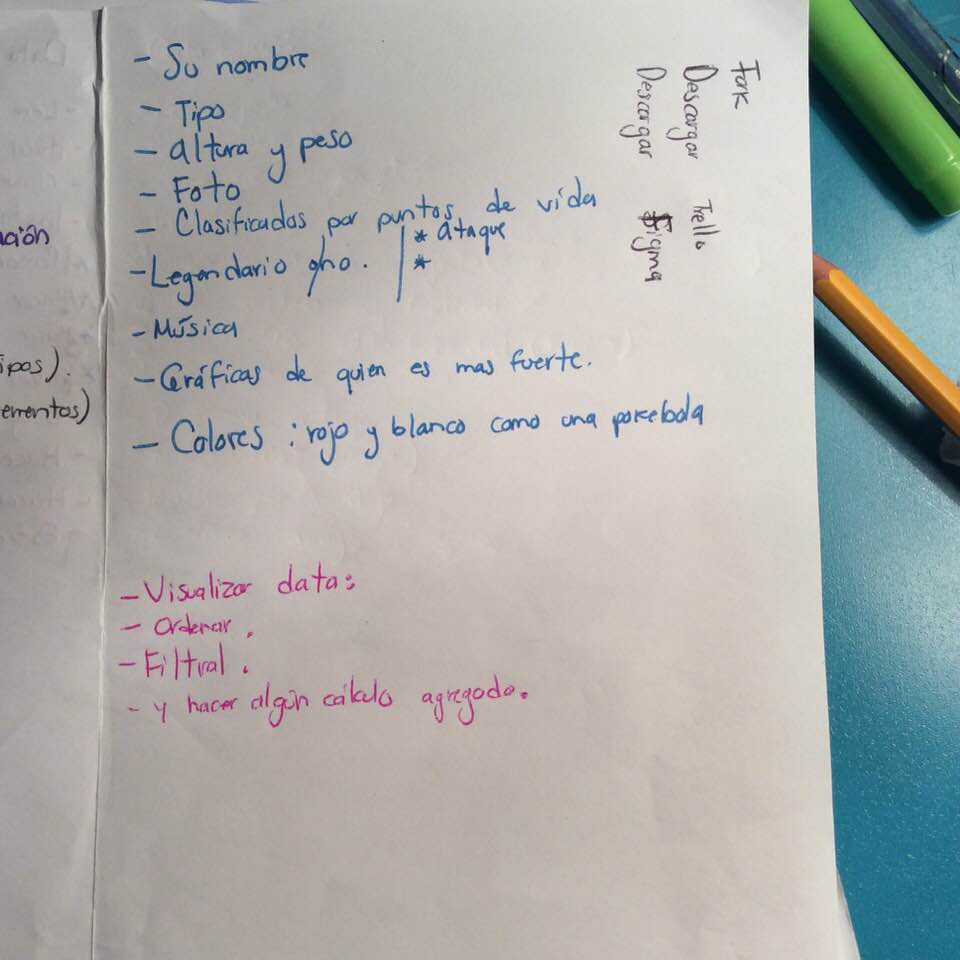 - Su nombre
- Tipo
- altura y peso
- Foto
- Clasificados por puntos de vida
* ataque
- Legendario o no.
*
- Música
- Gráficas de quien es mas fuerte.
- Colores : rojo y blanco como una pokebola
- Visualizar data:
- Ordenar.
- Filtrar.
- y hacer algún cálculo agregado.
Fork
Descargar Trello
Descargar Figma
ación
ipos).
ementos)